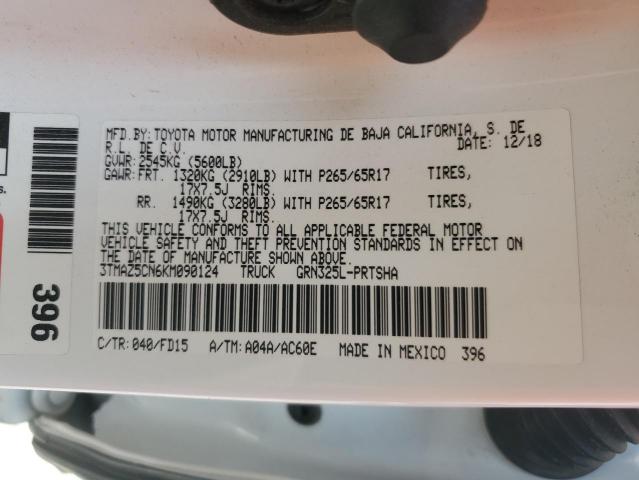 MFD.BY:TOYOTA MOTOR MANUFACTURING DE BAJA CALIFORNIA, S. DE
R.L. DE C.V. DATE: 12/18
GVWR:2545KG (5600LB)
GAWR:FRT. 1320KG (2910LB) WITH P265/65R17 TIRES,
17X7.5J RIMS.
RR. 1490KG (3280LB) WITH P265/65R17 TIRES,
17X7.5J RIMS.
THIS VEHICLE CONFORMS TO ALL APPLICABLE FEDERAL MOTOR
VEHICLE SAFETY AND THEFT PREVENTION STANDARDS IN EFFECT ON
THE DATE OF MANUFACTURE SHOWN ABOVE.
3TMAZ5CN6KM090124 TRUCK GRN325L-PRTSHA
C/TR:040/FD15 A/TM:A04A/AC60E MADE IN MEXICO 396
396
s.